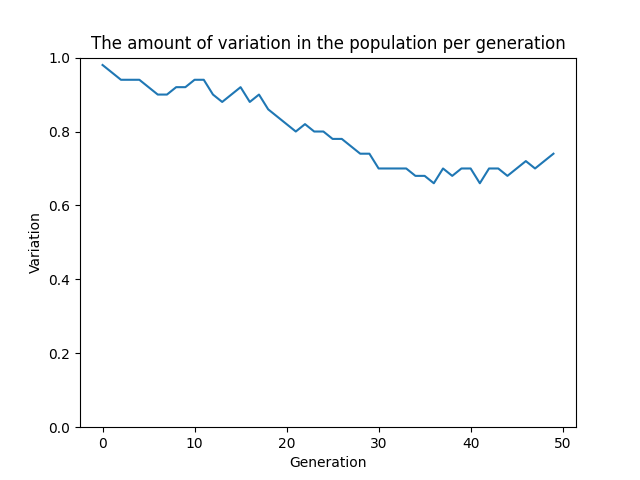 The amount of variation in the population per generation
1.0
0.8
0.6
0.4
0.2
0.0
Variation
0 10 20 30 40 50
Generation